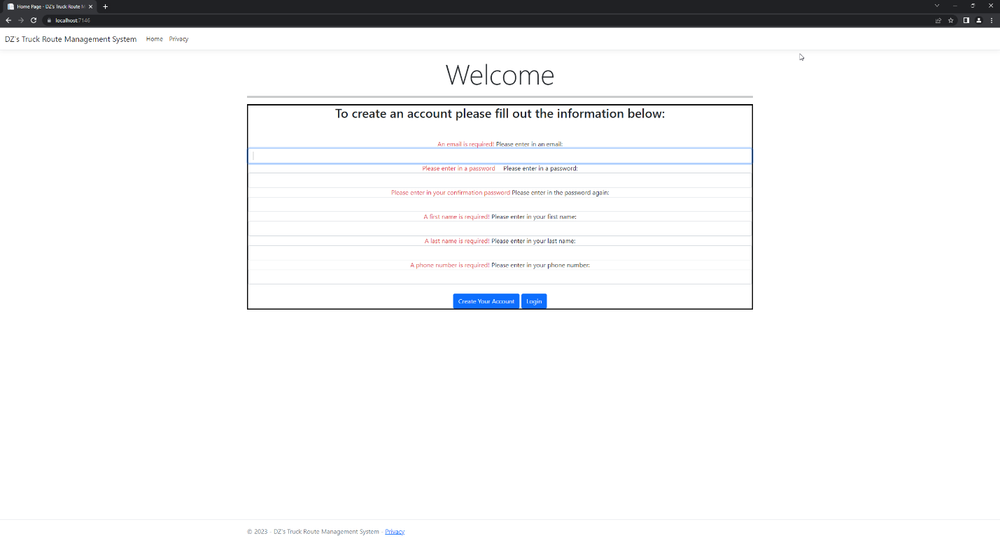 Home Page - DZ's Truck Route M
localhost:7146
DZ's Truck Route Management System Home Privacy
Welcome
To create an account please fill out the information below:
An email is required! Please enter in an email:
Please enter in a password Please enter in a password:
Please enter in your confirmation password Please enter in the password again:
A first name is required! Please enter in your first name:
A last name is required! Please enter in your last name:
A phone number is required! Please enter in your phone number:
Create Your Account Login
© 2023 - DZ's Truck Route Management System - Privacy